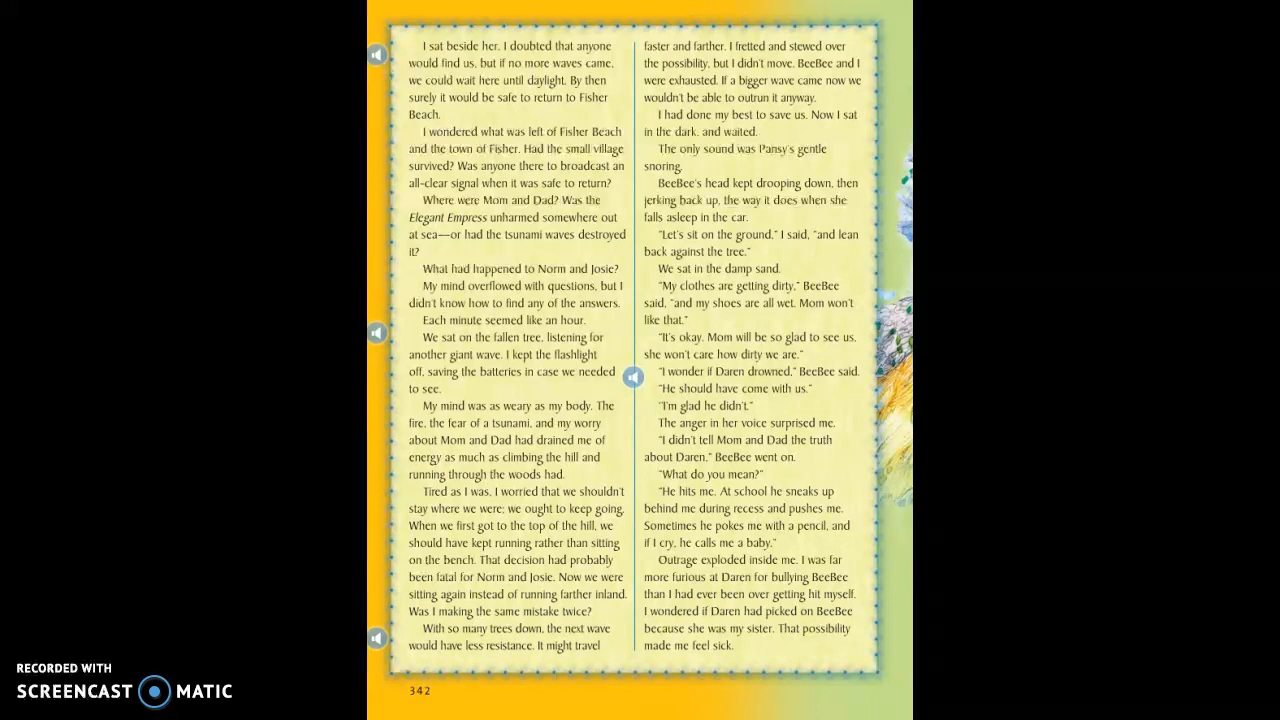 I sat beside her. I doubted that anyone
would find us, but if no more waves came,
we could wait here until daylight. By then
surely it would be safe to return to Fisher
Beach.
I wondered what was left of Fisher Beach
and the town of Fisher. Had the small village
survived? Was anyone there to broadcast an
all-clear signal when it was safe to return?
Where were Mom and Dad? Was the
Elegant Empress unharmed somewhere out
at sea—or had the tsunami waves destroyed
it?
What had happened to Norm and Josie?
My mind overflowed with questions, but I
didn't know how to find any of the answers.
Each minute seemed like an hour.
We sat on the fallen tree, listening for
another giant wave. I kept the flashlight
off, saving the batteries in case we needed
to see.
My mind was as weary as my body. The
fire, the fear of a tsunami, and my worry
about Mom and Dad had drained me of
energy as much as climbing the hill and
running through the woods had.
Tired as I was, I worried that we shouldn't
stay where we were; we ought to keep going.
When we first got to the top of the hill, we
should have kept running rather than sitting
on the bench. That decision had probably
been fatal for Norm and Josie. Now we were
sitting again instead of running farther inland.
Was I making the same mistake twice?
With so many trees down, the next wave
would have less resistance. It might travel
faster and farther. I fretted and stewed over
the possibility, but I didn't move. BeeBee and I
were exhausted. If a bigger wave came now we
wouldn't be able to outrun it anyway.
I had done my best to save us. Now I sat
in the dark, and waited.
The only sound was Pansy's gentle
snoring.
BeeBee's head kept drooping down, then
jerking back up, the way it does when she
falls asleep in the car.
"Let's sit on the ground," I said, "and lean
back against the tree."
We sat in the damp sand.
"My clothes are getting dirty," BeeBee
said, "and my shoes are all wet. Mom won't
like that."
"It's okay. Mom will be so glad to see us,
she won't care how dirty we are."
"I wonder if Daren drowned," BeeBee said.
"He should have come with us."
"I'm glad he didn't."
The anger in her voice surprised me.
"I didn't tell Mom and Dad the truth
about Daren," BeeBee went on.
"What do you mean?"
"He hits me. At school he sneaks up
behind me during recess and pushes me.
Sometimes he pokes me with a pencil, and
if I cry, he calls me a baby."
Outrage exploded inside me. I was far
more furious at Daren for bullying BeeBee
than I had ever been over getting hit myself.
I wondered if Daren had picked on BeeBee
because she was my sister. That possibility
made me feel sick.
342
RECORDED WITH
SCREENCAST MATIC